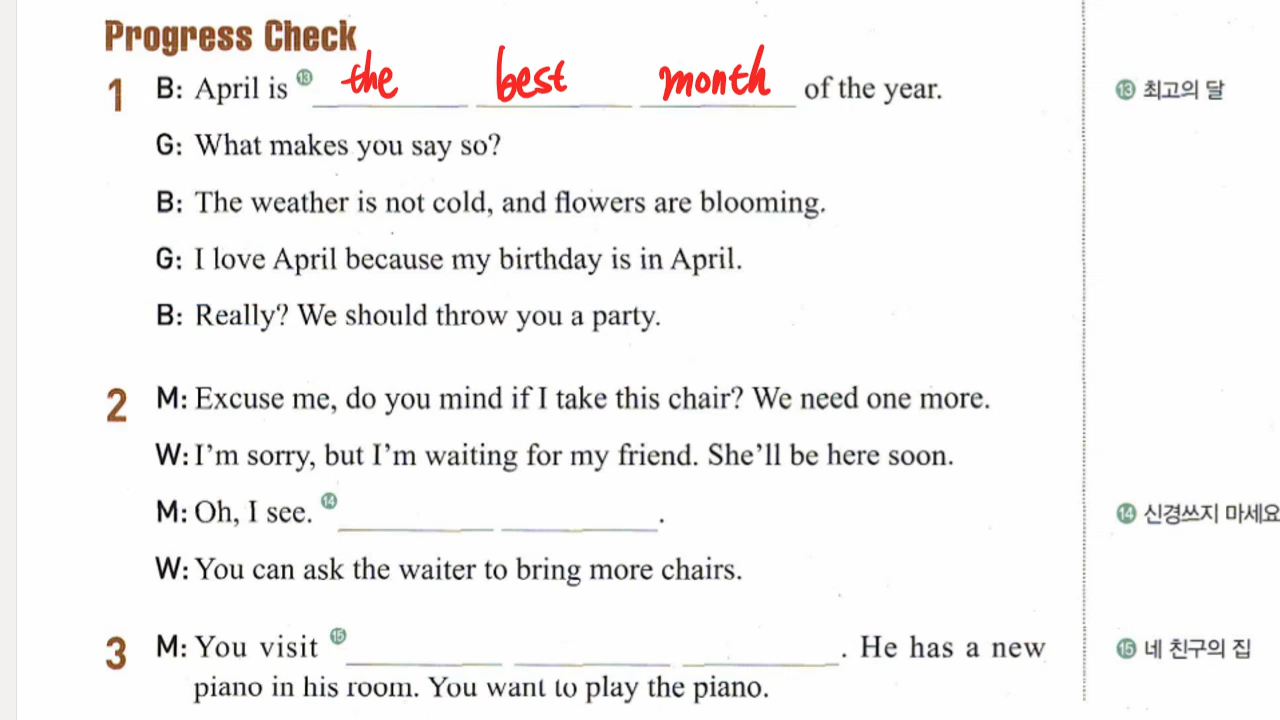 Progress Check
1 B: April is ⑬ the best month of the year. ⑬ 최고의 달
G: What makes you say so?
B: The weather is not cold, and flowers are blooming.
G: I love April because my birthday is in April.
B: Really? We should throw you a party.
2 M: Excuse me, do you mind if I take this chair? We need one more.
W: I'm sorry, but I'm waiting for my friend. She'll be here soon.
M: Oh, I see. ⑭ ________ ________. ⑭ 신경쓰지 마세요
W: You can ask the waiter to bring more chairs.
3 M: You visit ⑮ ________ ________ ________. He has a new ⑮ 네 친구의 집
piano in his room. You want to play the piano.